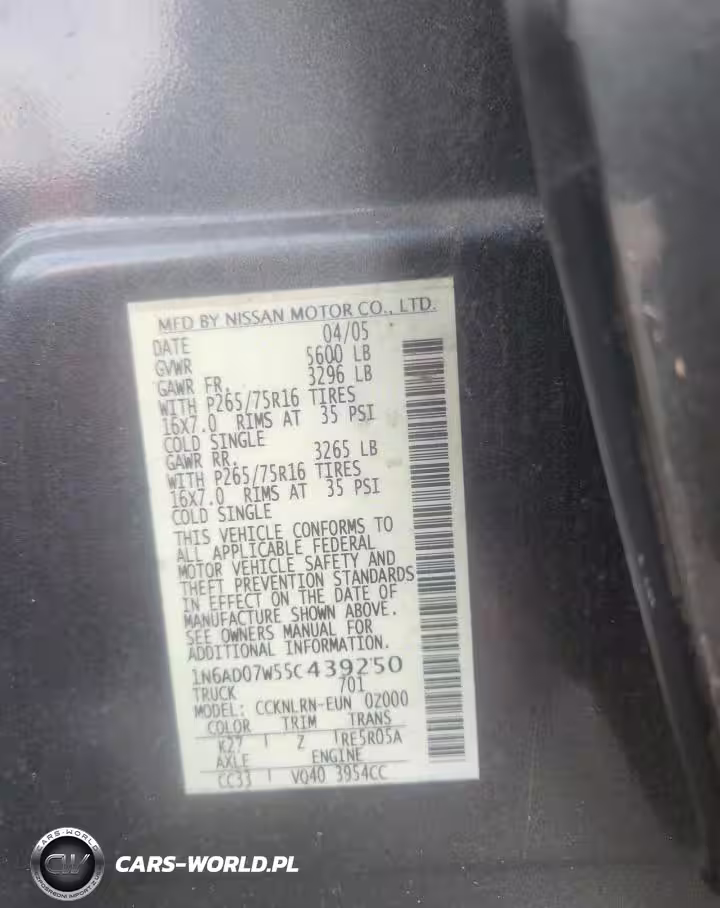 MFD BY NISSAN MOTOR CO., LTD.
DATE 04/05
GVWR 5600 LB
GAWR FR. 3296 LB
WITH P265/75R16 TIRES
16X7.0 RIMS AT 35 PSI
COLD SINGLE
GAWR RR. 3265 LB
WITH P265/75R16 TIRES
16X7.0 RIMS AT 35 PSI
COLD SINGLE
THIS VEHICLE CONFORMS TO
ALL APPLICABLE FEDERAL
MOTOR VEHICLE SAFETY AND
THEFT PREVENTION STANDARDS
IN EFFECT ON THE DATE OF
MANUFACTURE SHOWN ABOVE.
SEE OWNERS MANUAL FOR
ADDITIONAL INFORMATION.
1N6AD07W55C439250
TRUCK 701
MODEL: CCKNLRN-EUN 0Z000
COLOR TRIM TRANS
K27 Z RE5R05A
AXLE ENGINE
CC33 VQ40 3954CC
CARS-WORLD
CW
CARS-WORLD.PL